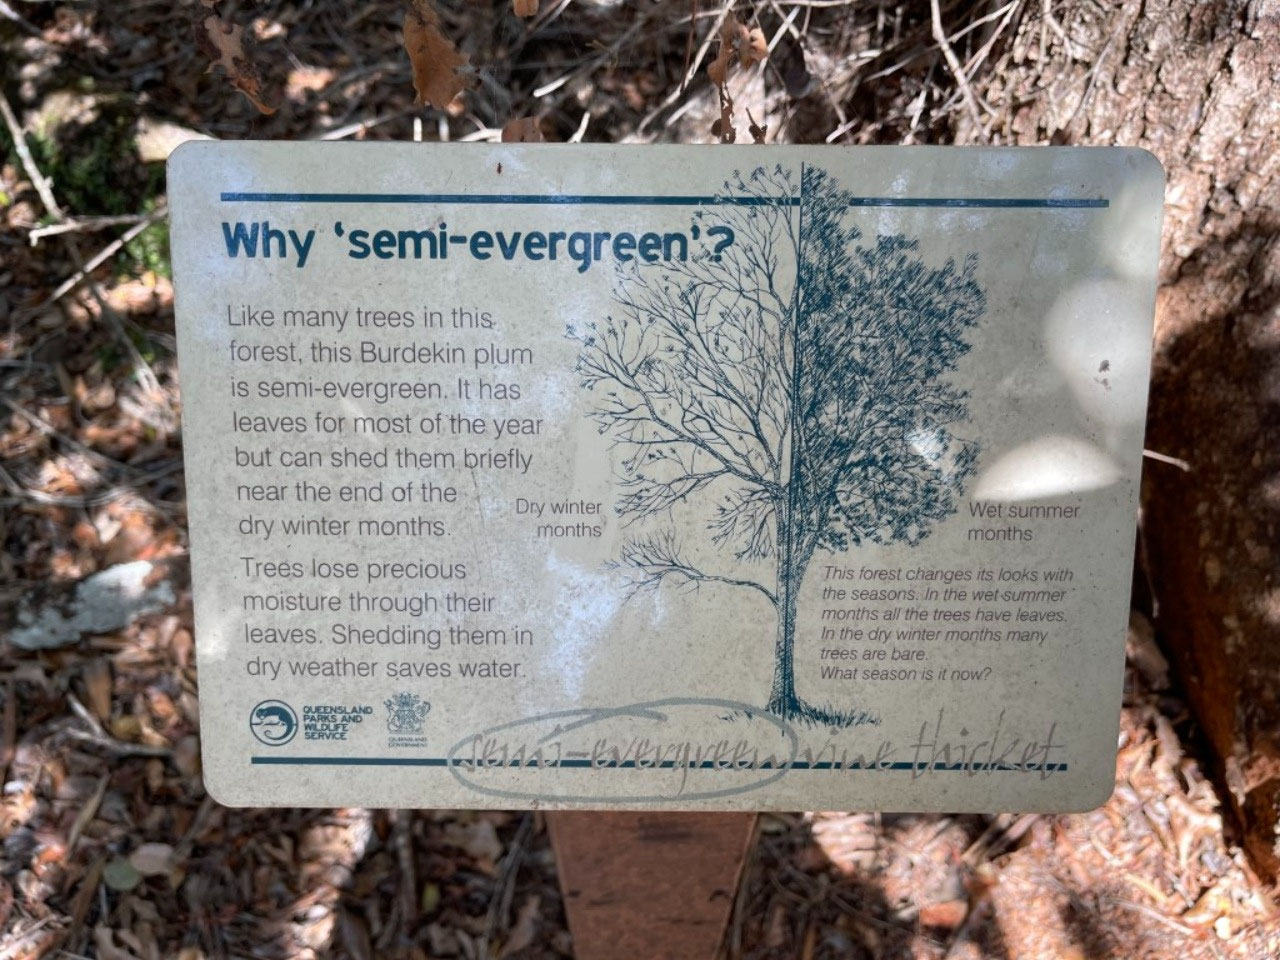 Why ‘semi-evergreen’?
Like many trees in this
forest, this Burdekin plum
is semi-evergreen. It has
leaves for most of the year
but can shed them briefly
near the end of the
dry winter months.
Trees lose precious
moisture through their
leaves. Shedding them in
dry weather saves water.
Dry winter
months
Wet summer
months
This forest changes its looks with
the seasons. In the wet summer
months all the trees have leaves.
In the dry winter months many
trees are bare.
What season is it now?
QUEENSLAND
PARKS AND
WILDLIFE
SERVICE
QUEENSLAND
GOVERNMENT
semi-evergreen vine thicket